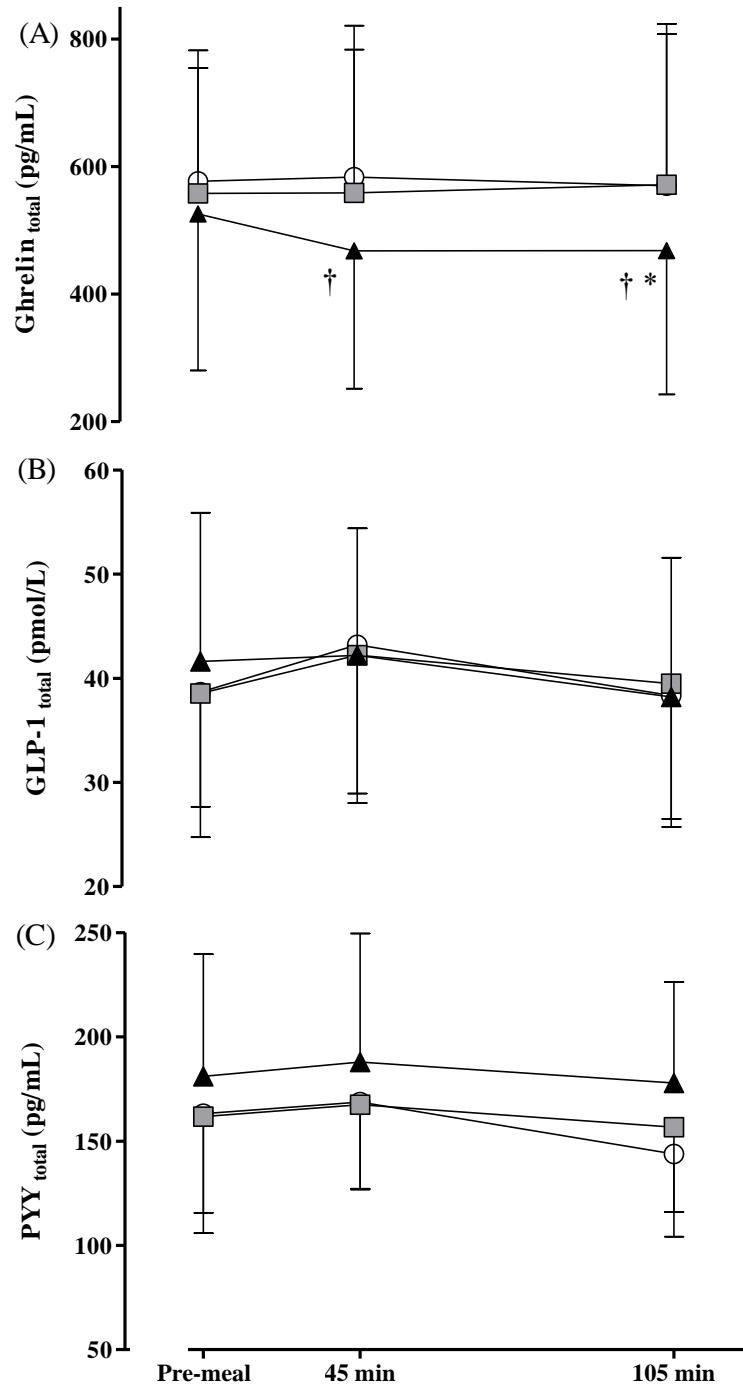 (A)
800
600
400
200
Ghrelin total (pg/mL)
†
† *
(B)
60
50
40
30
20
GLP-1 total (pmol/L)
(C)
250
200
150
100
50
PYY total (pg/mL)
Pre-meal 45 min 105 min